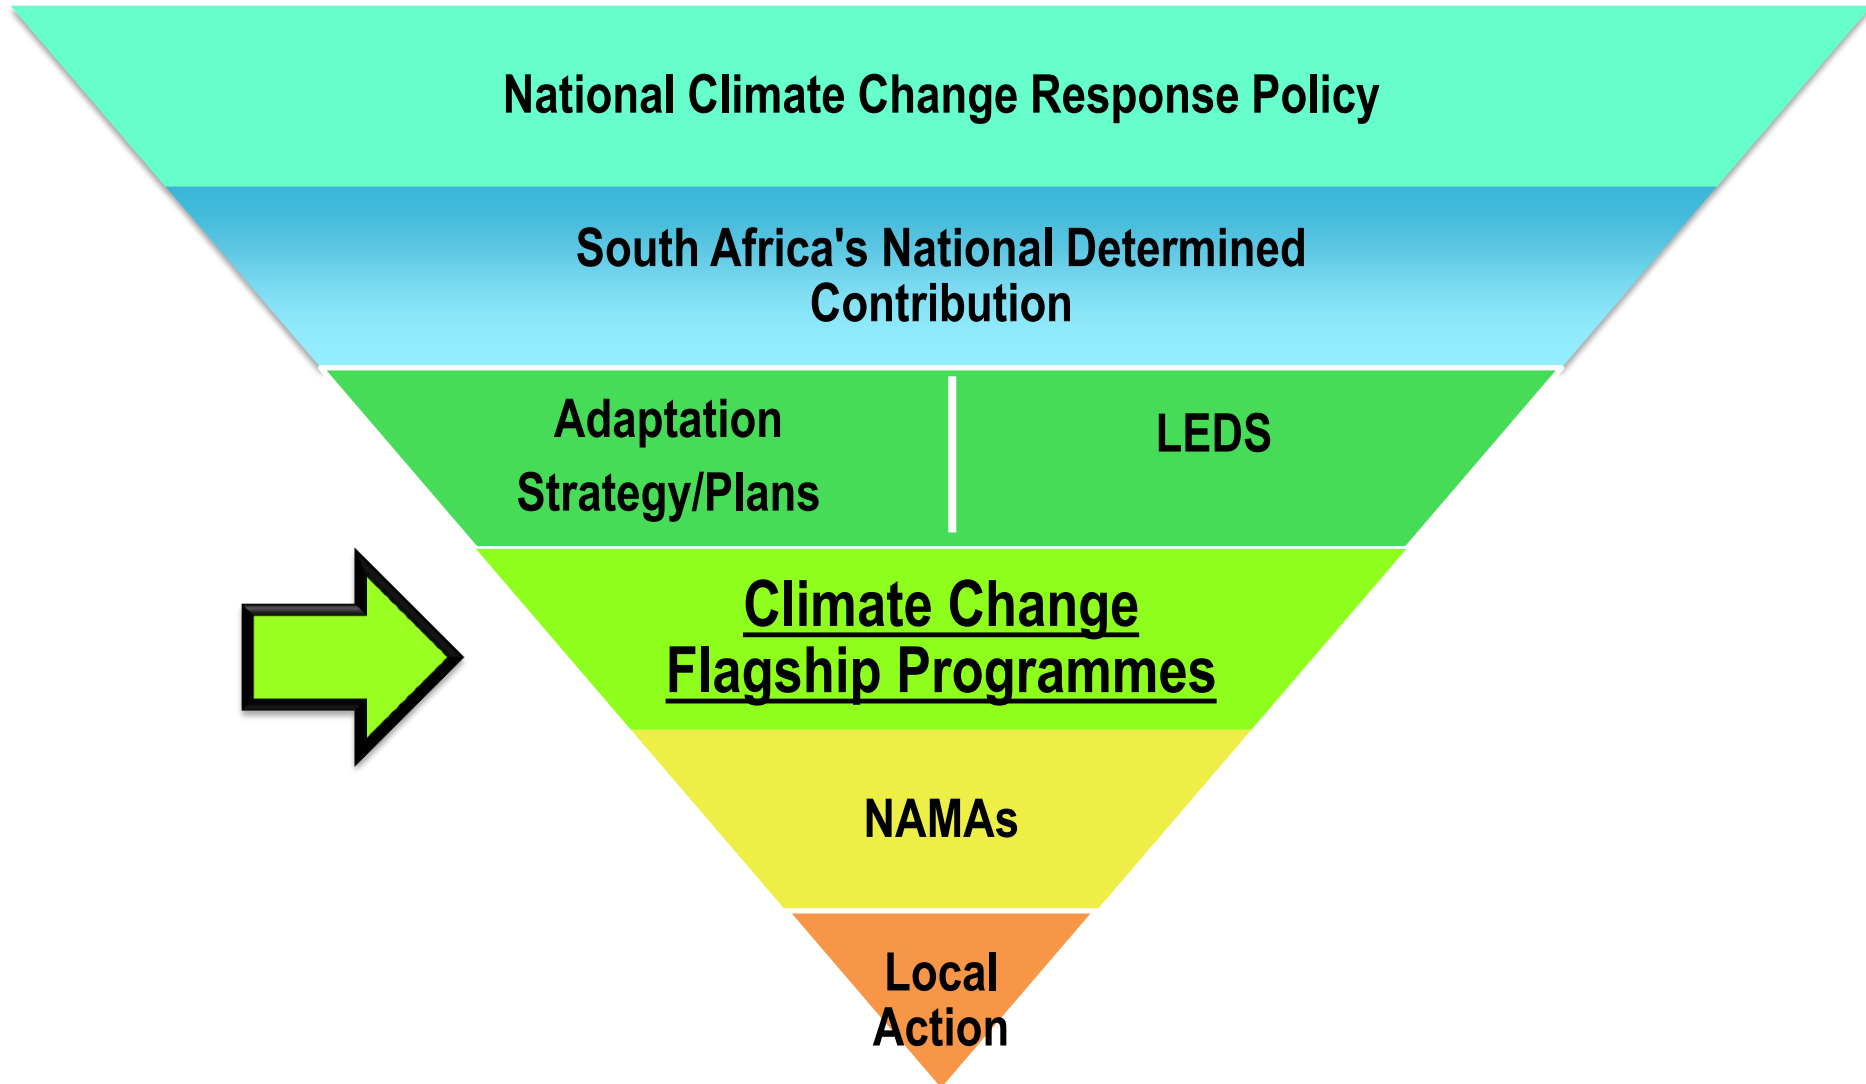 National Climate Change Response Policy
South Africa's National Determined
Contribution
Adaptation
Strategy/Plans
LEDS
Climate Change
Flagship Programmes
NAMAs
Local
Action